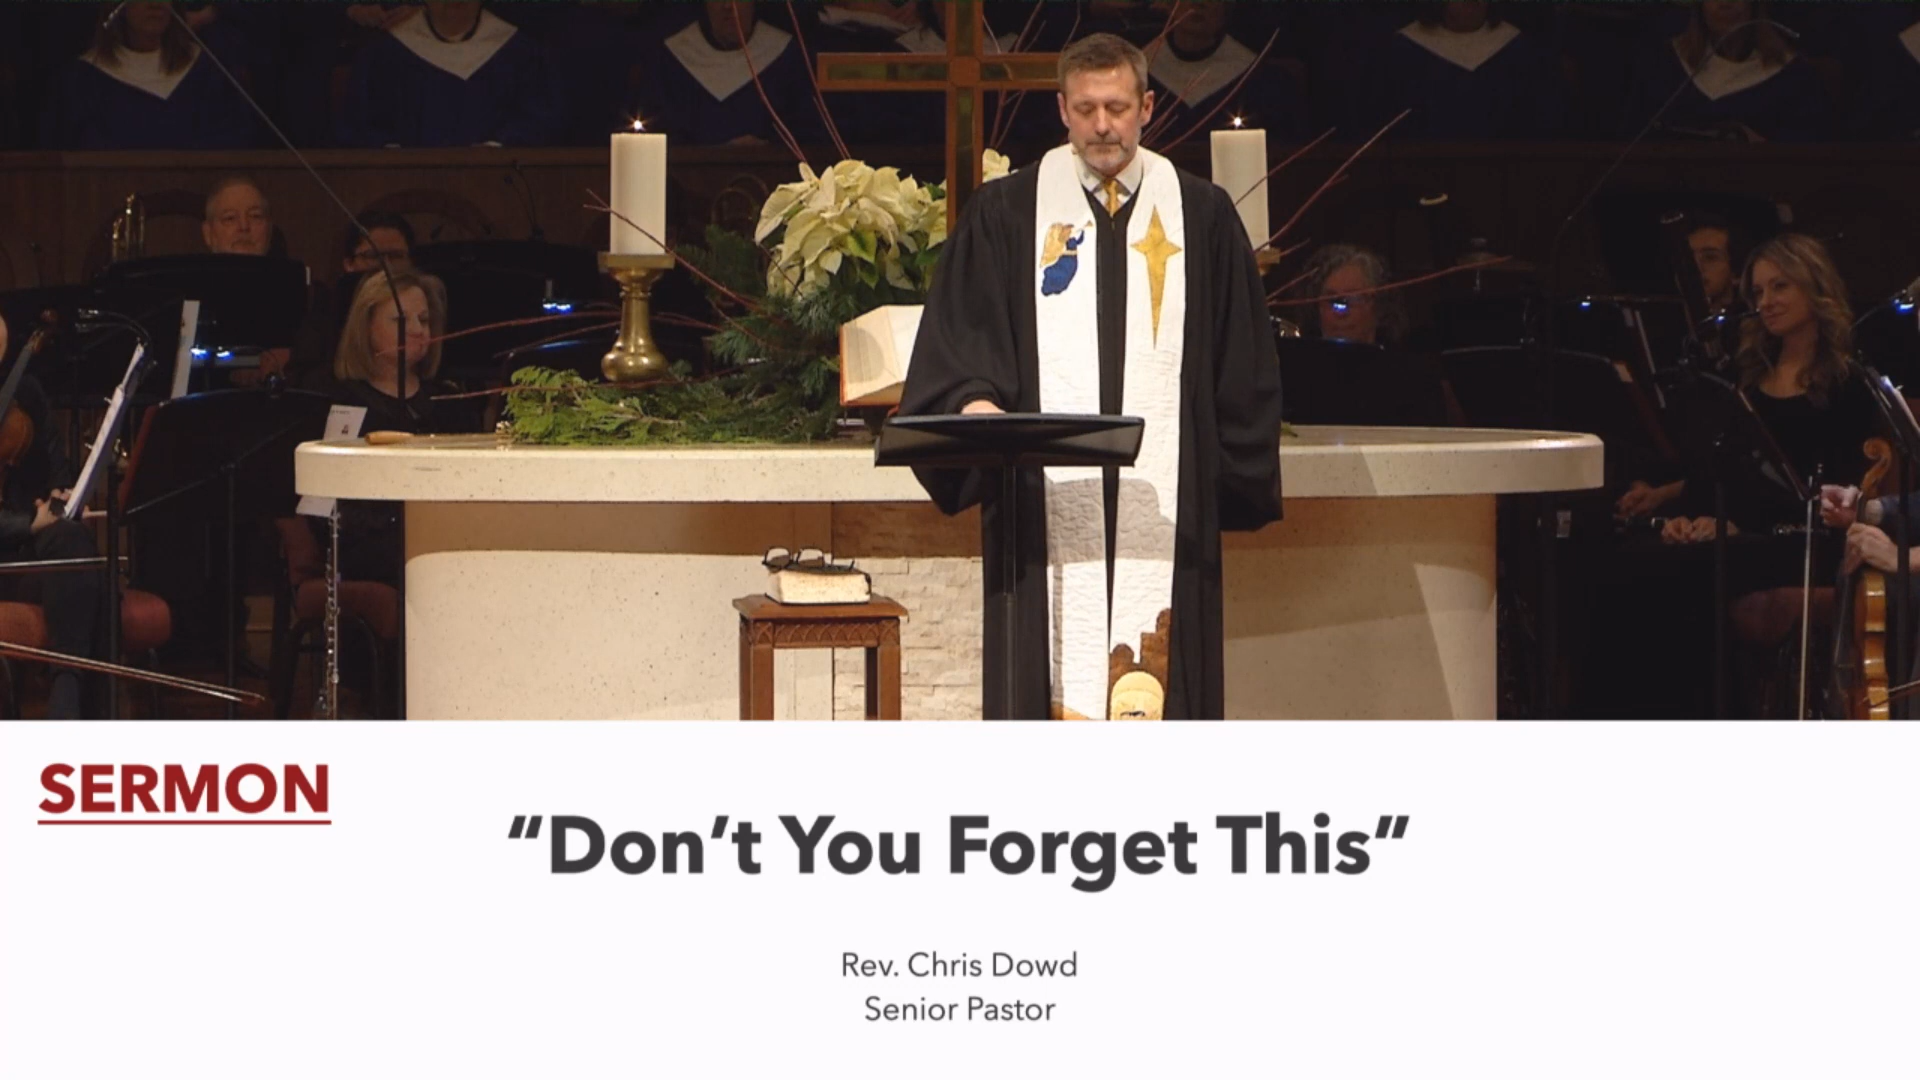 SERMON
“Don’t You Forget This”
Rev. Chris Dowd
Senior Pastor